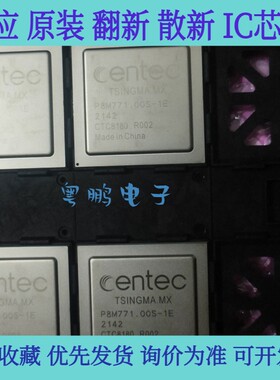 应 原装 翻新 散新 IC芯
centec
TSINGMA.MX
P8M771.00S-1E
2142
CTC8180 R002
Made in China
粤鹏电子
centec
TSINGMA.MX
P8M771.00S-1E
2142
CTC8180 R002
收藏 优先发货 询价为准 可